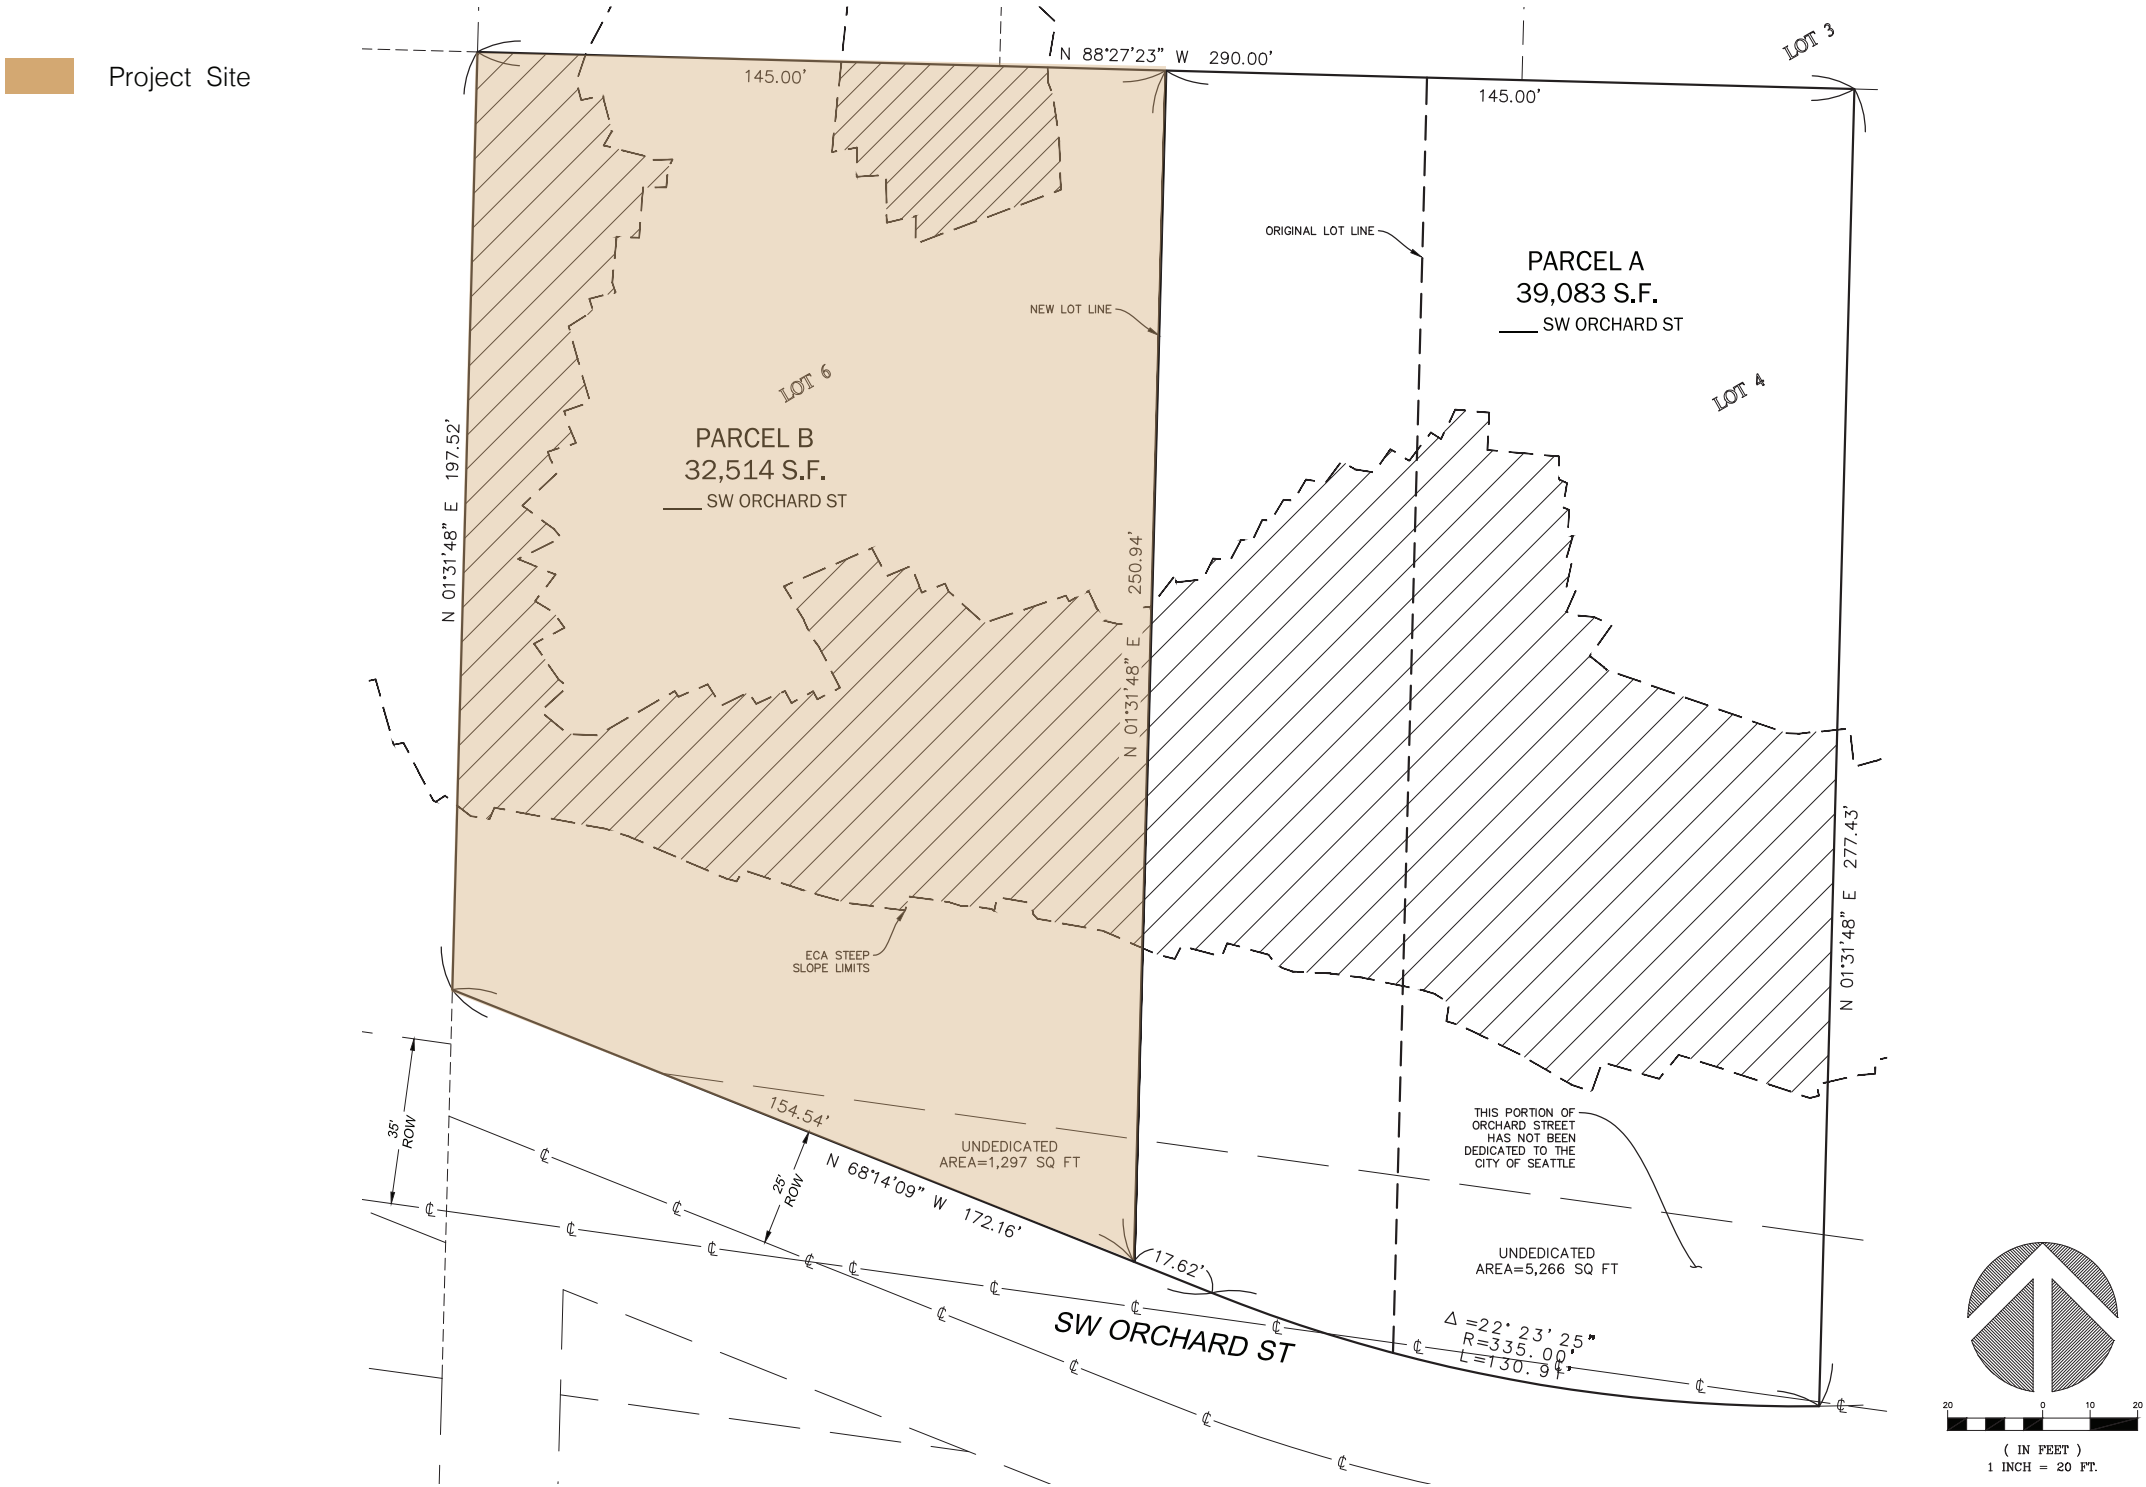 Project Site
N 88°27'23" W 290.00'
145.00'
145.00'
LOT 3
ORIGINAL LOT LINE
PARCEL A
39,083 S.F.
SW ORCHARD ST
NEW LOT LINE
LOT 6
LOT 4
PARCEL B
32,514 S.F.
SW ORCHARD ST
N 01°31'48" E 197.52'
N 01°31'48" E 250.94'
N 01°31'48" E 277.43'
ECA STEEP
SLOPE LIMITS
35'
ROW
154.54'
25'
ROW
N 68°14'09" W 172.16'
UNDEDICATED
AREA=1,297 SQ FT
THIS PORTION OF
ORCHARD STREET
HAS NOT BEEN
DEDICATED TO THE
CITY OF SEATTLE
17.62'
UNDEDICATED
AREA=5,266 SQ FT
SW ORCHARD ST
Δ=22° 23' 25"
R=335.00'
L=130.91'
20 0 10 20
( IN FEET )
1 INCH = 20 FT.